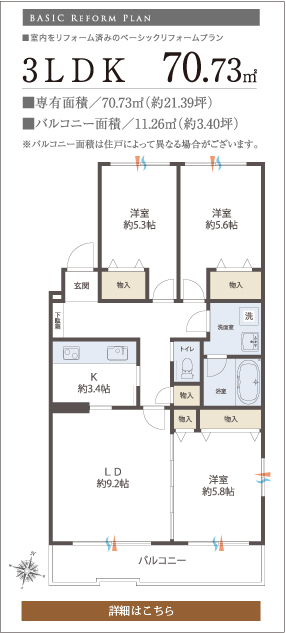 BASIC REFORM PLAN
■室内をリフォーム済みのベーシックリフォームプラン
3LDK 70.73㎡
■専有面積／70.73㎡(約21.39坪)
■バルコニー面積／11.26㎡(約3.40坪)
※バルコニー面積は住戸によって異なる場合がございます。
洋室
約5.3帖
洋室
約5.6帖
玄関
物入
物入
下駄箱
洗面室
洗
トイレ
浴室
K
約3.4帖
物入
物入
物入
LD
約9.2帖
洋室
約5.8帖
バルコニー
N
詳細はこちら